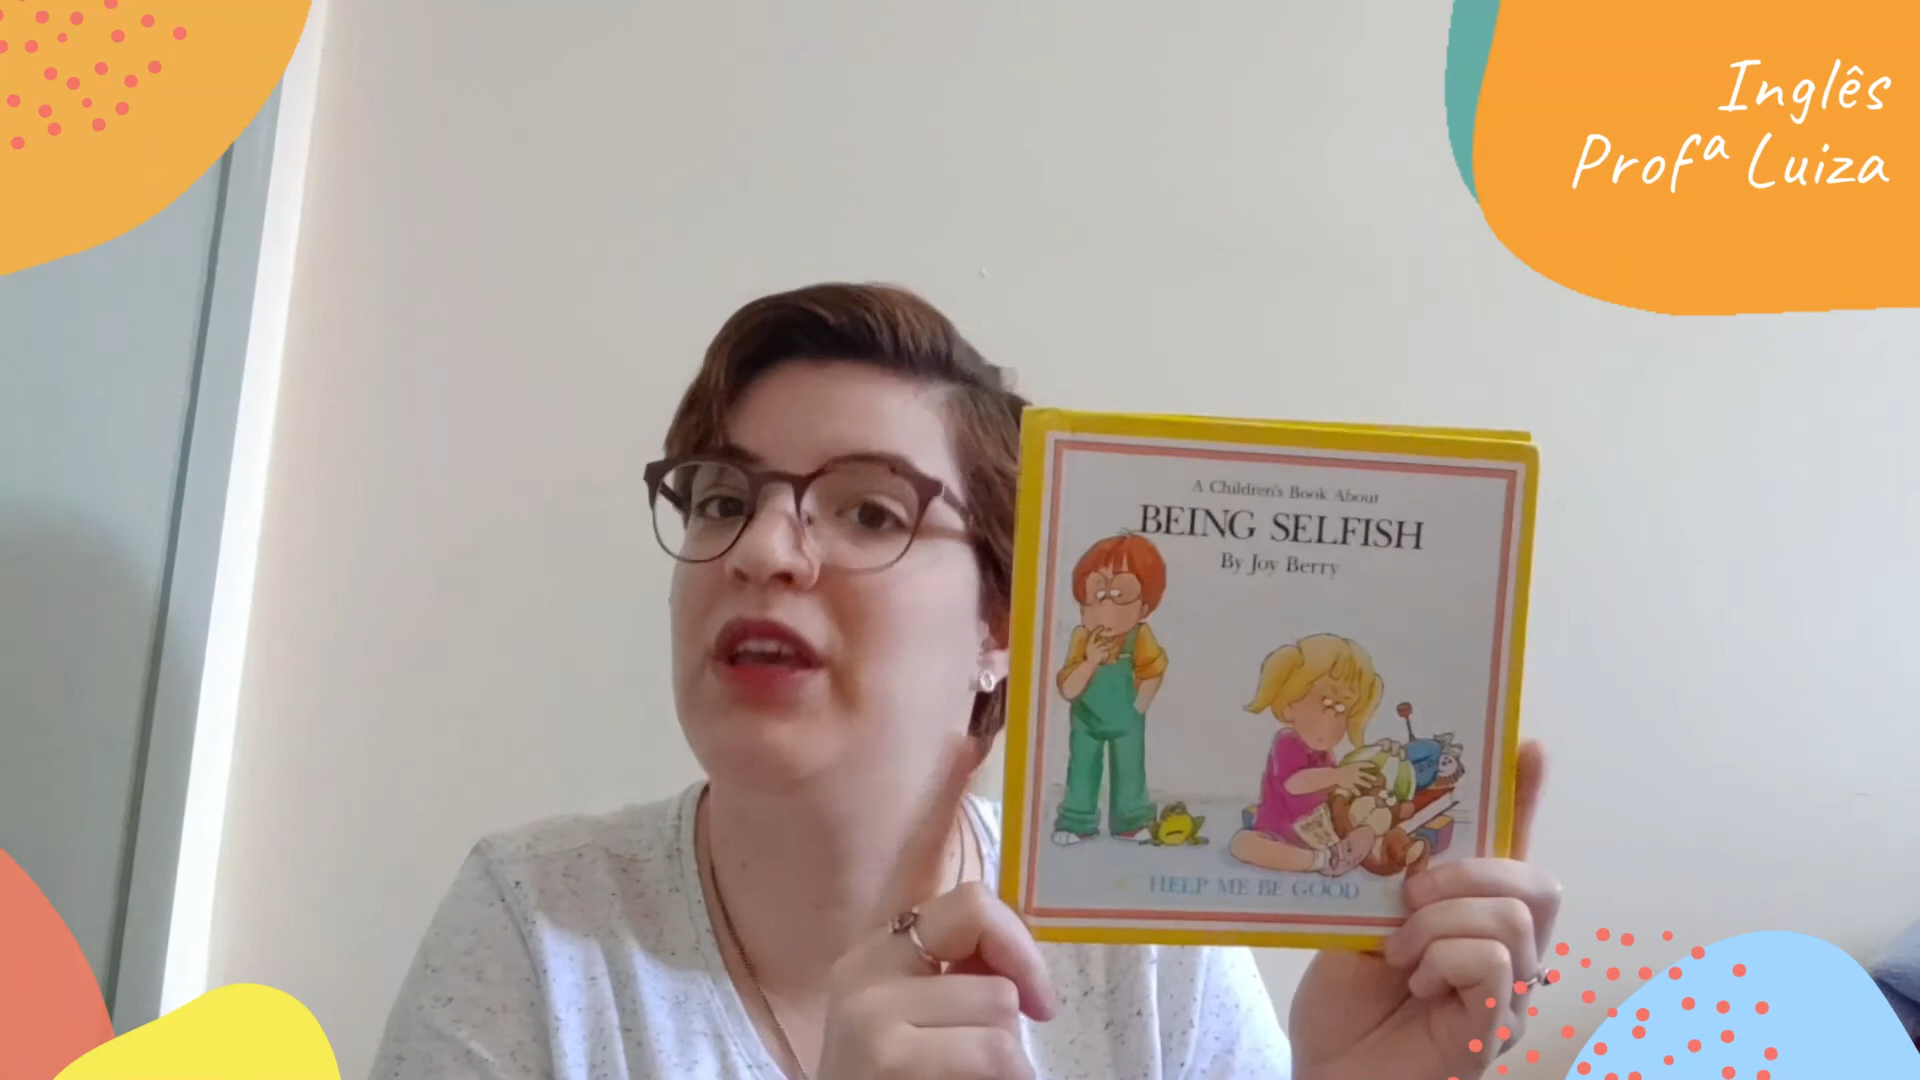 Inglês
Profª Luiza
A Children's Book About
BEING SELFISH
By Joy Berry
HELP ME BE GOOD